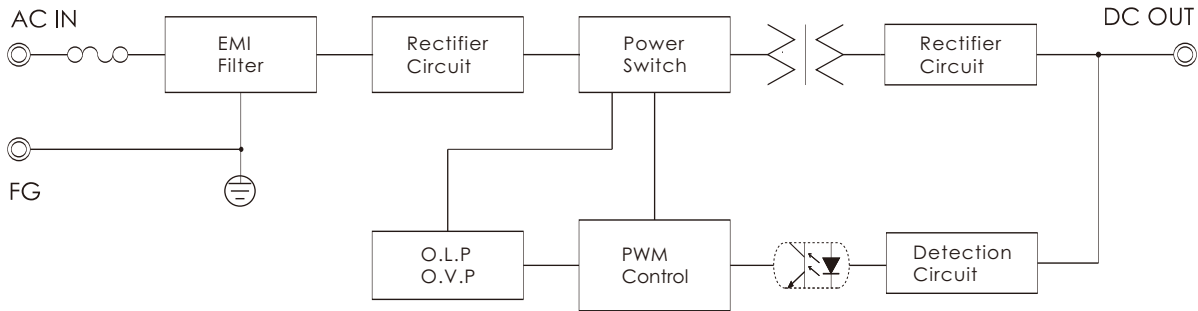 AC IN
DC OUT
EMI
Filter
Rectifier
Circuit
Power
Switch
Rectifier
Circuit
FG
O.L.P
O.V.P
PWM
Control
Detection
Circuit